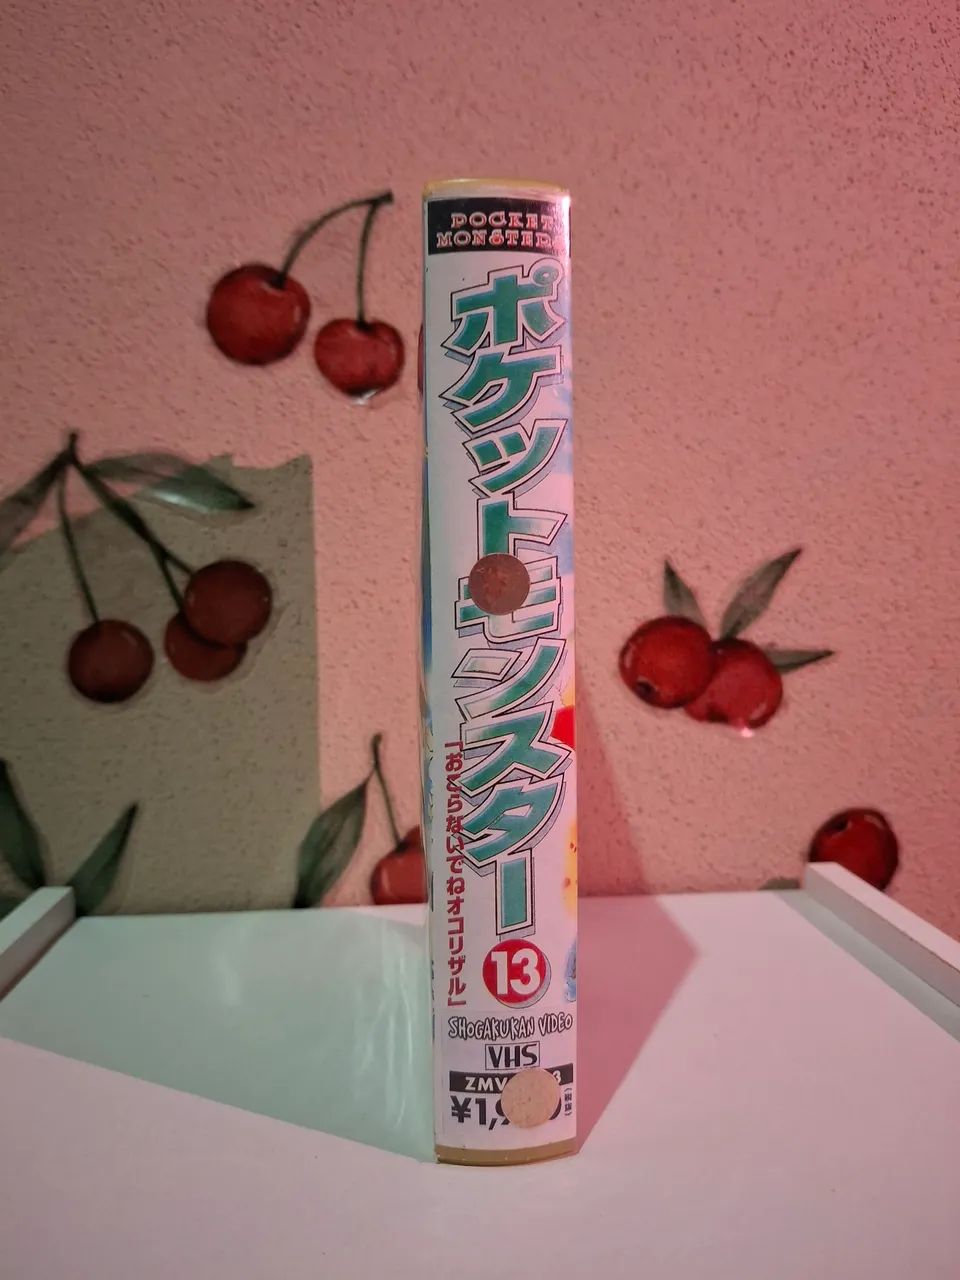 POCKET
MONSTERS
ポケットモンスター
「おこらないでねオコリザル」
13
SHOGAKUKAN VIDEO
VHS